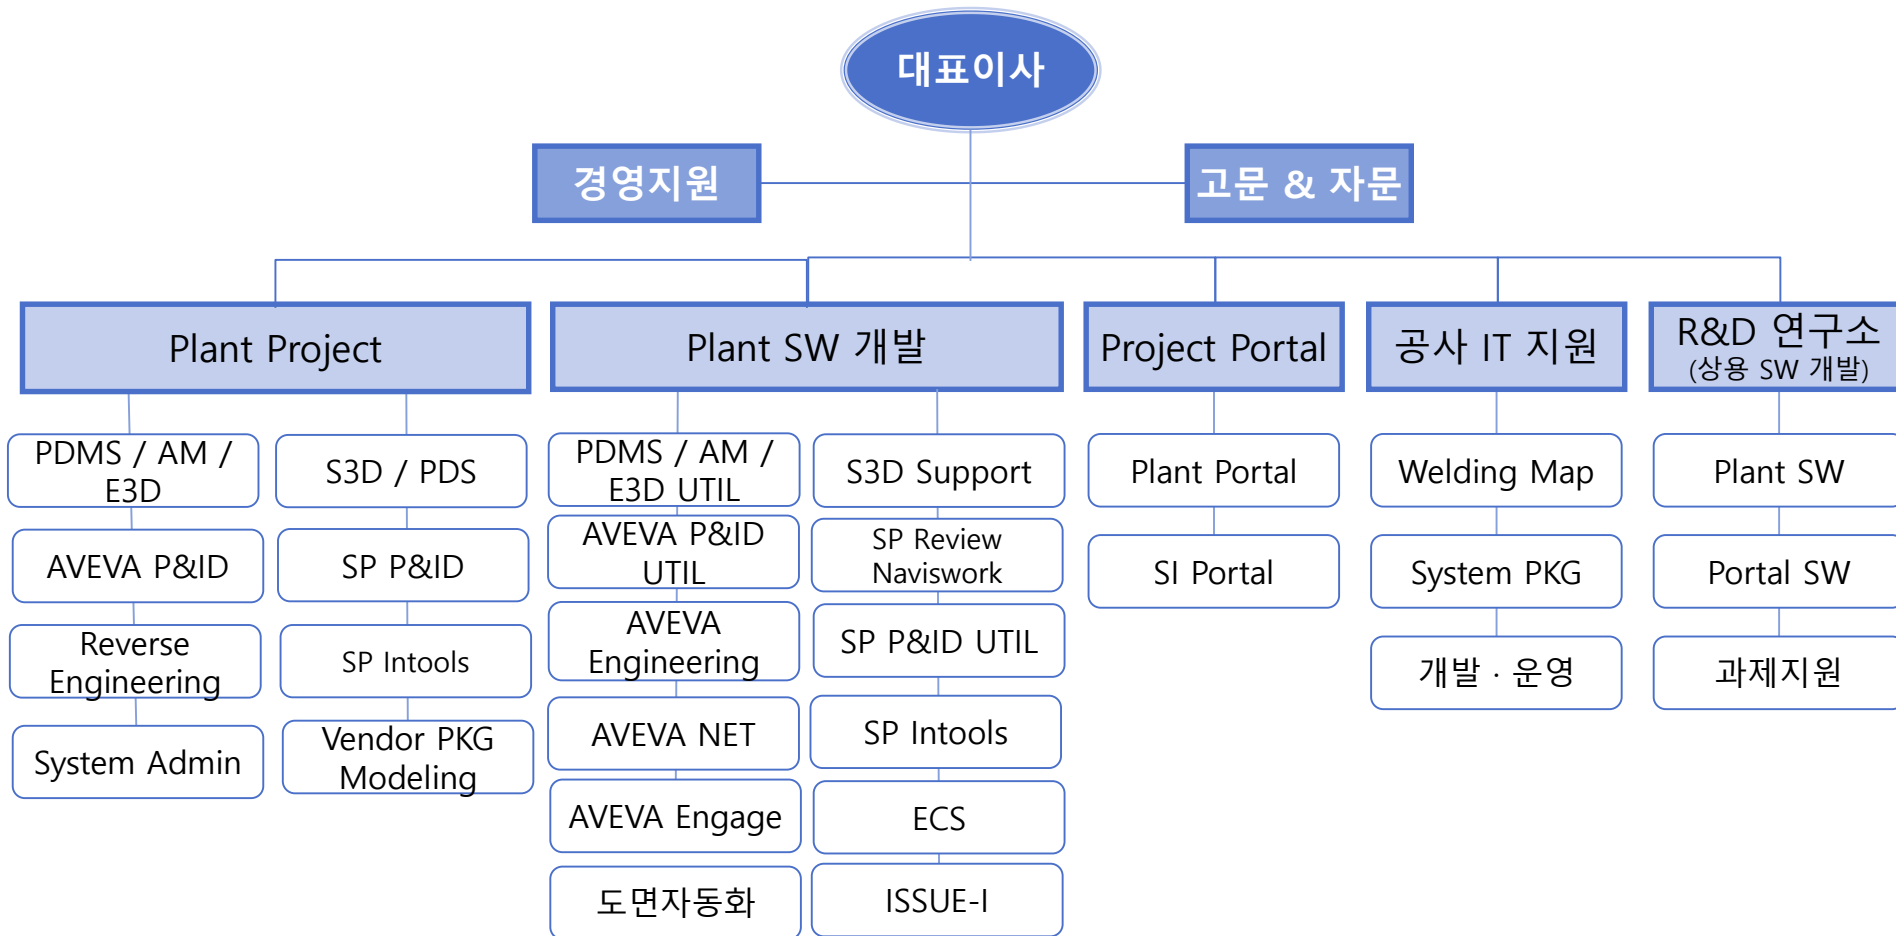 대표이사
경영지원
고문 & 자문
Plant Project
Plant SW 개발
Project Portal
공사 IT 지원
R&D 연구소
(상용 SW 개발)
PDMS / AM /
E3D
AVEVA P&ID
Reverse
Engineering
System Admin
S3D / PDS
SP P&ID
SP Intools
Vendor PKG
Modeling
PDMS / AM /
E3D UTIL
AVEVA P&ID
UTIL
AVEVA
Engineering
AVEVA NET
AVEVA Engage
도면자동화
S3D Support
SP Review
Naviswork
SP P&ID UTIL
SP Intools
ECS
ISSUE-I
Plant Portal
SI Portal
Welding Map
System PKG
개발 · 운영
Plant SW
Portal SW
과제지원